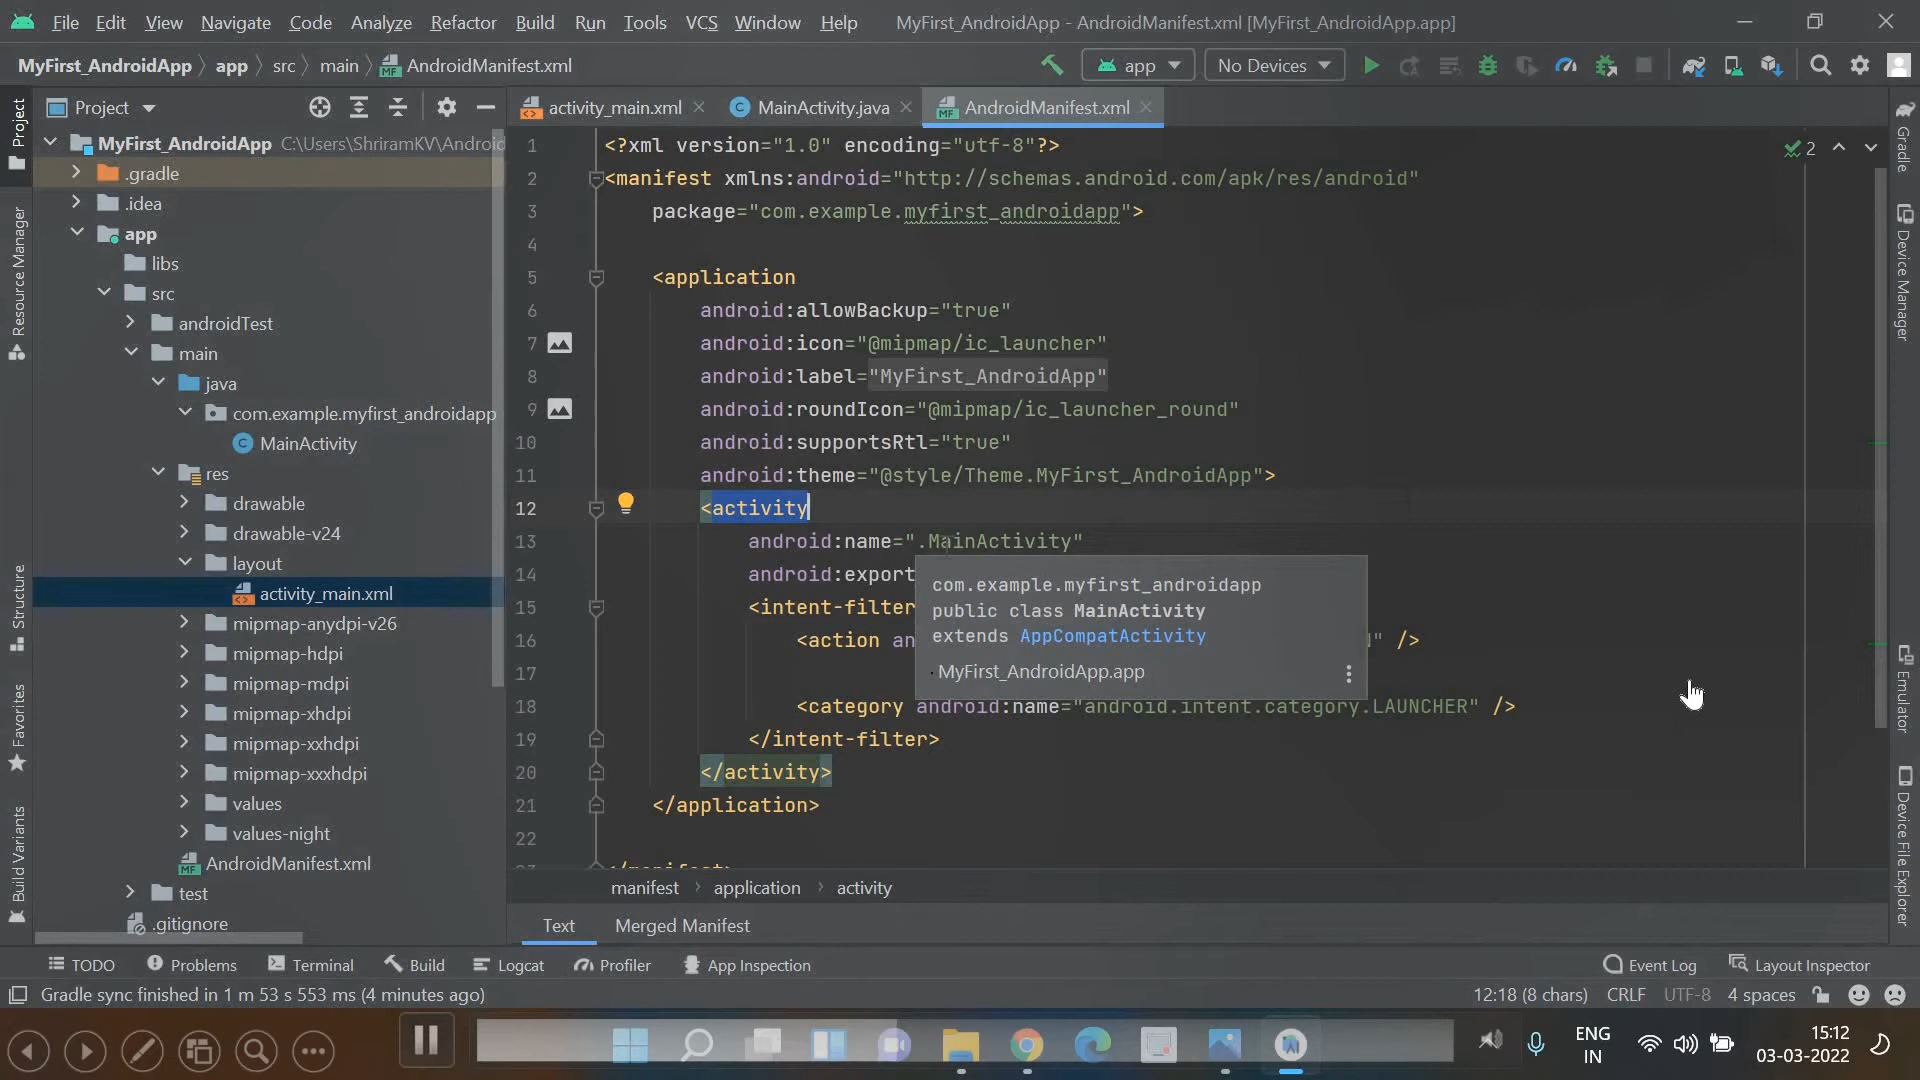 File Edit View Navigate Code Analyze Refactor Build Run Tools VCS Window Help MyFirst_AndroidApp - AndroidManifest.xml [MyFirst_AndroidApp.app]
MyFirst_AndroidApp app src main AndroidManifest.xml
app No Devices
Project
activity_main.xml MainActivity.java AndroidManifest.xml
MyFirst_AndroidApp C:\Users\ShriramKV\Android
.gradle
.idea
app
libs
src
androidTest
main
java
com.example.myfirst_androidapp
MainActivity
res
drawable
drawable-v24
layout
activity_main.xml
mipmap-anydpi-v26
mipmap-hdpi
mipmap-mdpi
mipmap-xhdpi
mipmap-xxhdpi
mipmap-xxxhdpi
values
values-night
AndroidManifest.xml
test
.gitignore
Project
Resource Manager
Structure
Favorites
Build Variants
1 <?xml version="1.0" encoding="utf-8"?>
2 <manifest xmlns:android="http://schemas.android.com/apk/res/android"
3 package="com.example.myfirst_androidapp">
4
5 <application
6 android:allowBackup="true"
7 android:icon="@mipmap/ic_launcher"
8 android:label="MyFirst_AndroidApp"
9 android:roundIcon="@mipmap/ic_launcher_round"
10 android:supportsRtl="true"
11 android:theme="@style/Theme.MyFirst_AndroidApp">
12 <activity
13 android:name=".MainActivity"
14 android:export
15 <intent-filter
16 <action an " />
17
18 <category android:name="android.intent.category.LAUNCHER" />
19 </intent-filter>
20 </activity>
21 </application>
22
com.example.myfirst_androidapp
public class MainActivity
extends AppCompatActivity
MyFirst_AndroidApp.app
2
Gradle
Device Manager
Emulator
Device File Explorer
manifest application activity
Text Merged Manifest
TODO Problems Terminal Build Logcat Profiler App Inspection Event Log Layout Inspector
Gradle sync finished in 1 m 53 s 553 ms (4 minutes ago) 12:18 (8 chars) CRLF UTF-8 4 spaces
ENG
IN
15:12
03-03-2022